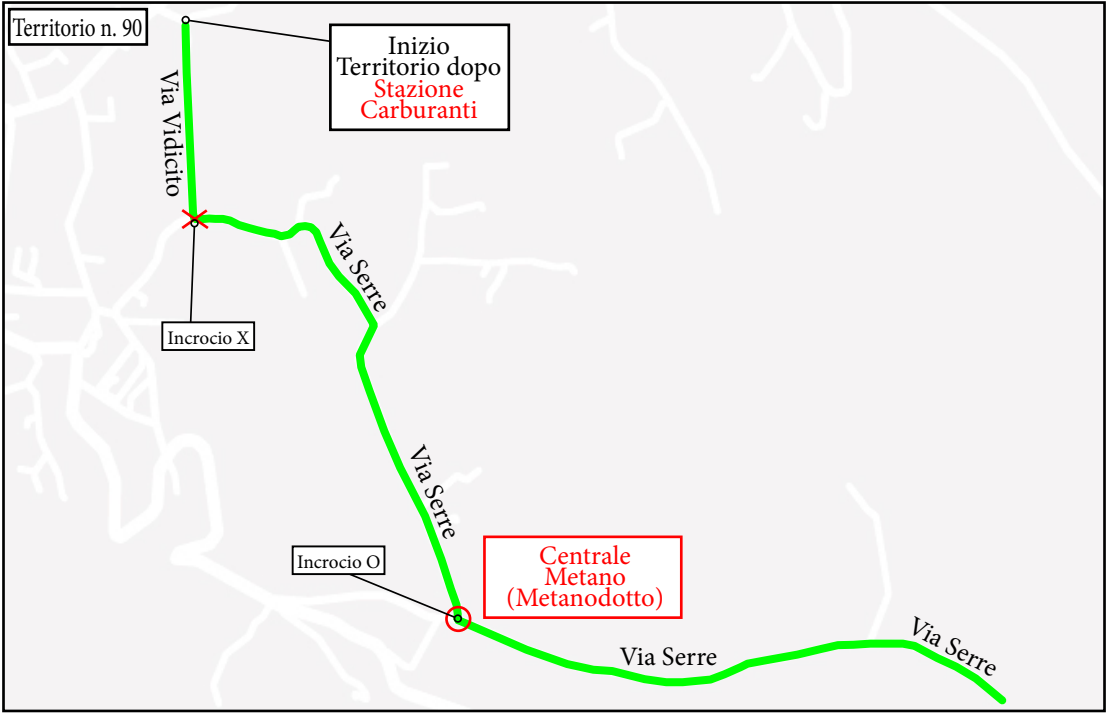 Territorio n. 90
Inizio
Territorio dopo
Stazione
Carburanti
Via Vidicito
Via Serre
Incrocio X
Via Serre
Incrocio O
Centrale
Metano
(Metanodotto)
Via Serre
Via Serre